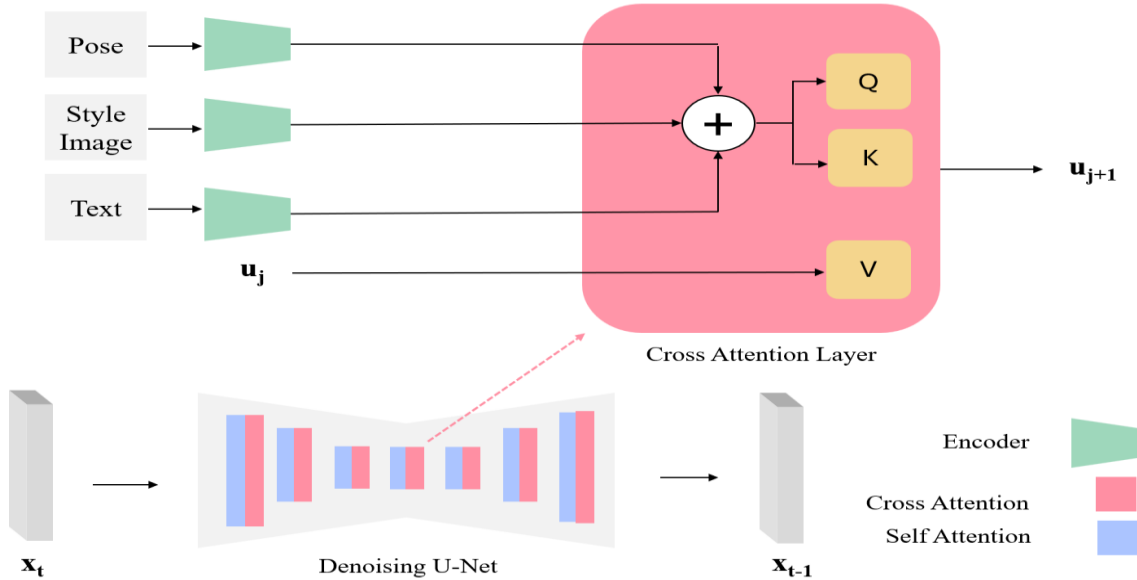 Pose
Style
Image
Text
u_j
+
Q
K
V
u_{j+1}
Cross Attention Layer
x_t
Denoising U-Net
x_{t-1}
Encoder
Cross Attention
Self Attention